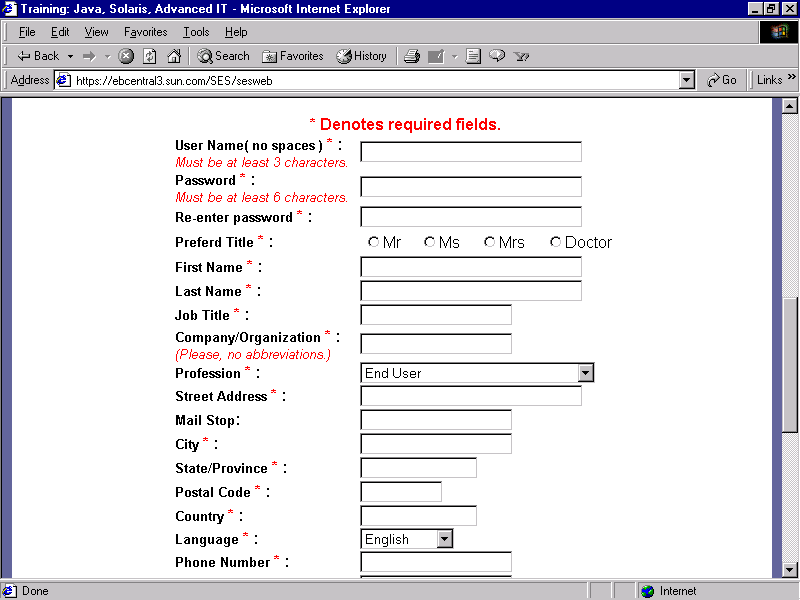 Training: Java, Solaris, Advanced IT - Microsoft Internet Explorer
File Edit View Favorites Tools Help
Back Search Favorites History
Address https://ebcentral3.sun.com/SES/sesweb Go Links »
* Denotes required fields.
User Name( no spaces ) * :
Must be at least 3 characters.
Password * :
Must be at least 6 characters.
Re-enter password * :
Preferd Title * : Mr Ms Mrs Doctor
First Name * :
Last Name * :
Job Title * :
Company/Organization * :
(Please, no abbreviations.)
Profession * : End User
Street Address * :
Mail Stop:
City * :
State/Province * :
Postal Code * :
Country * :
Language * : English
Phone Number * :
Done Internet